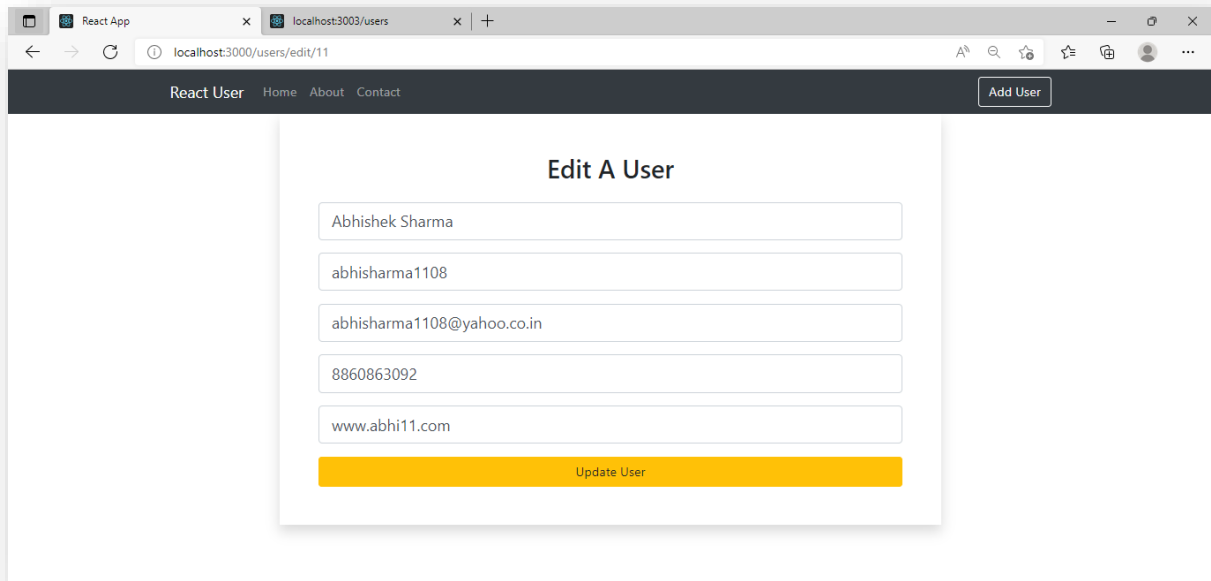 React App
localhost:3003/users
localhost:3000/users/edit/11
React User Home About Contact Add User
Edit A User
Abhishek Sharma
abhisharma1108
abhisharma1108@yahoo.co.in
8860863092
www.abhi11.com
Update User